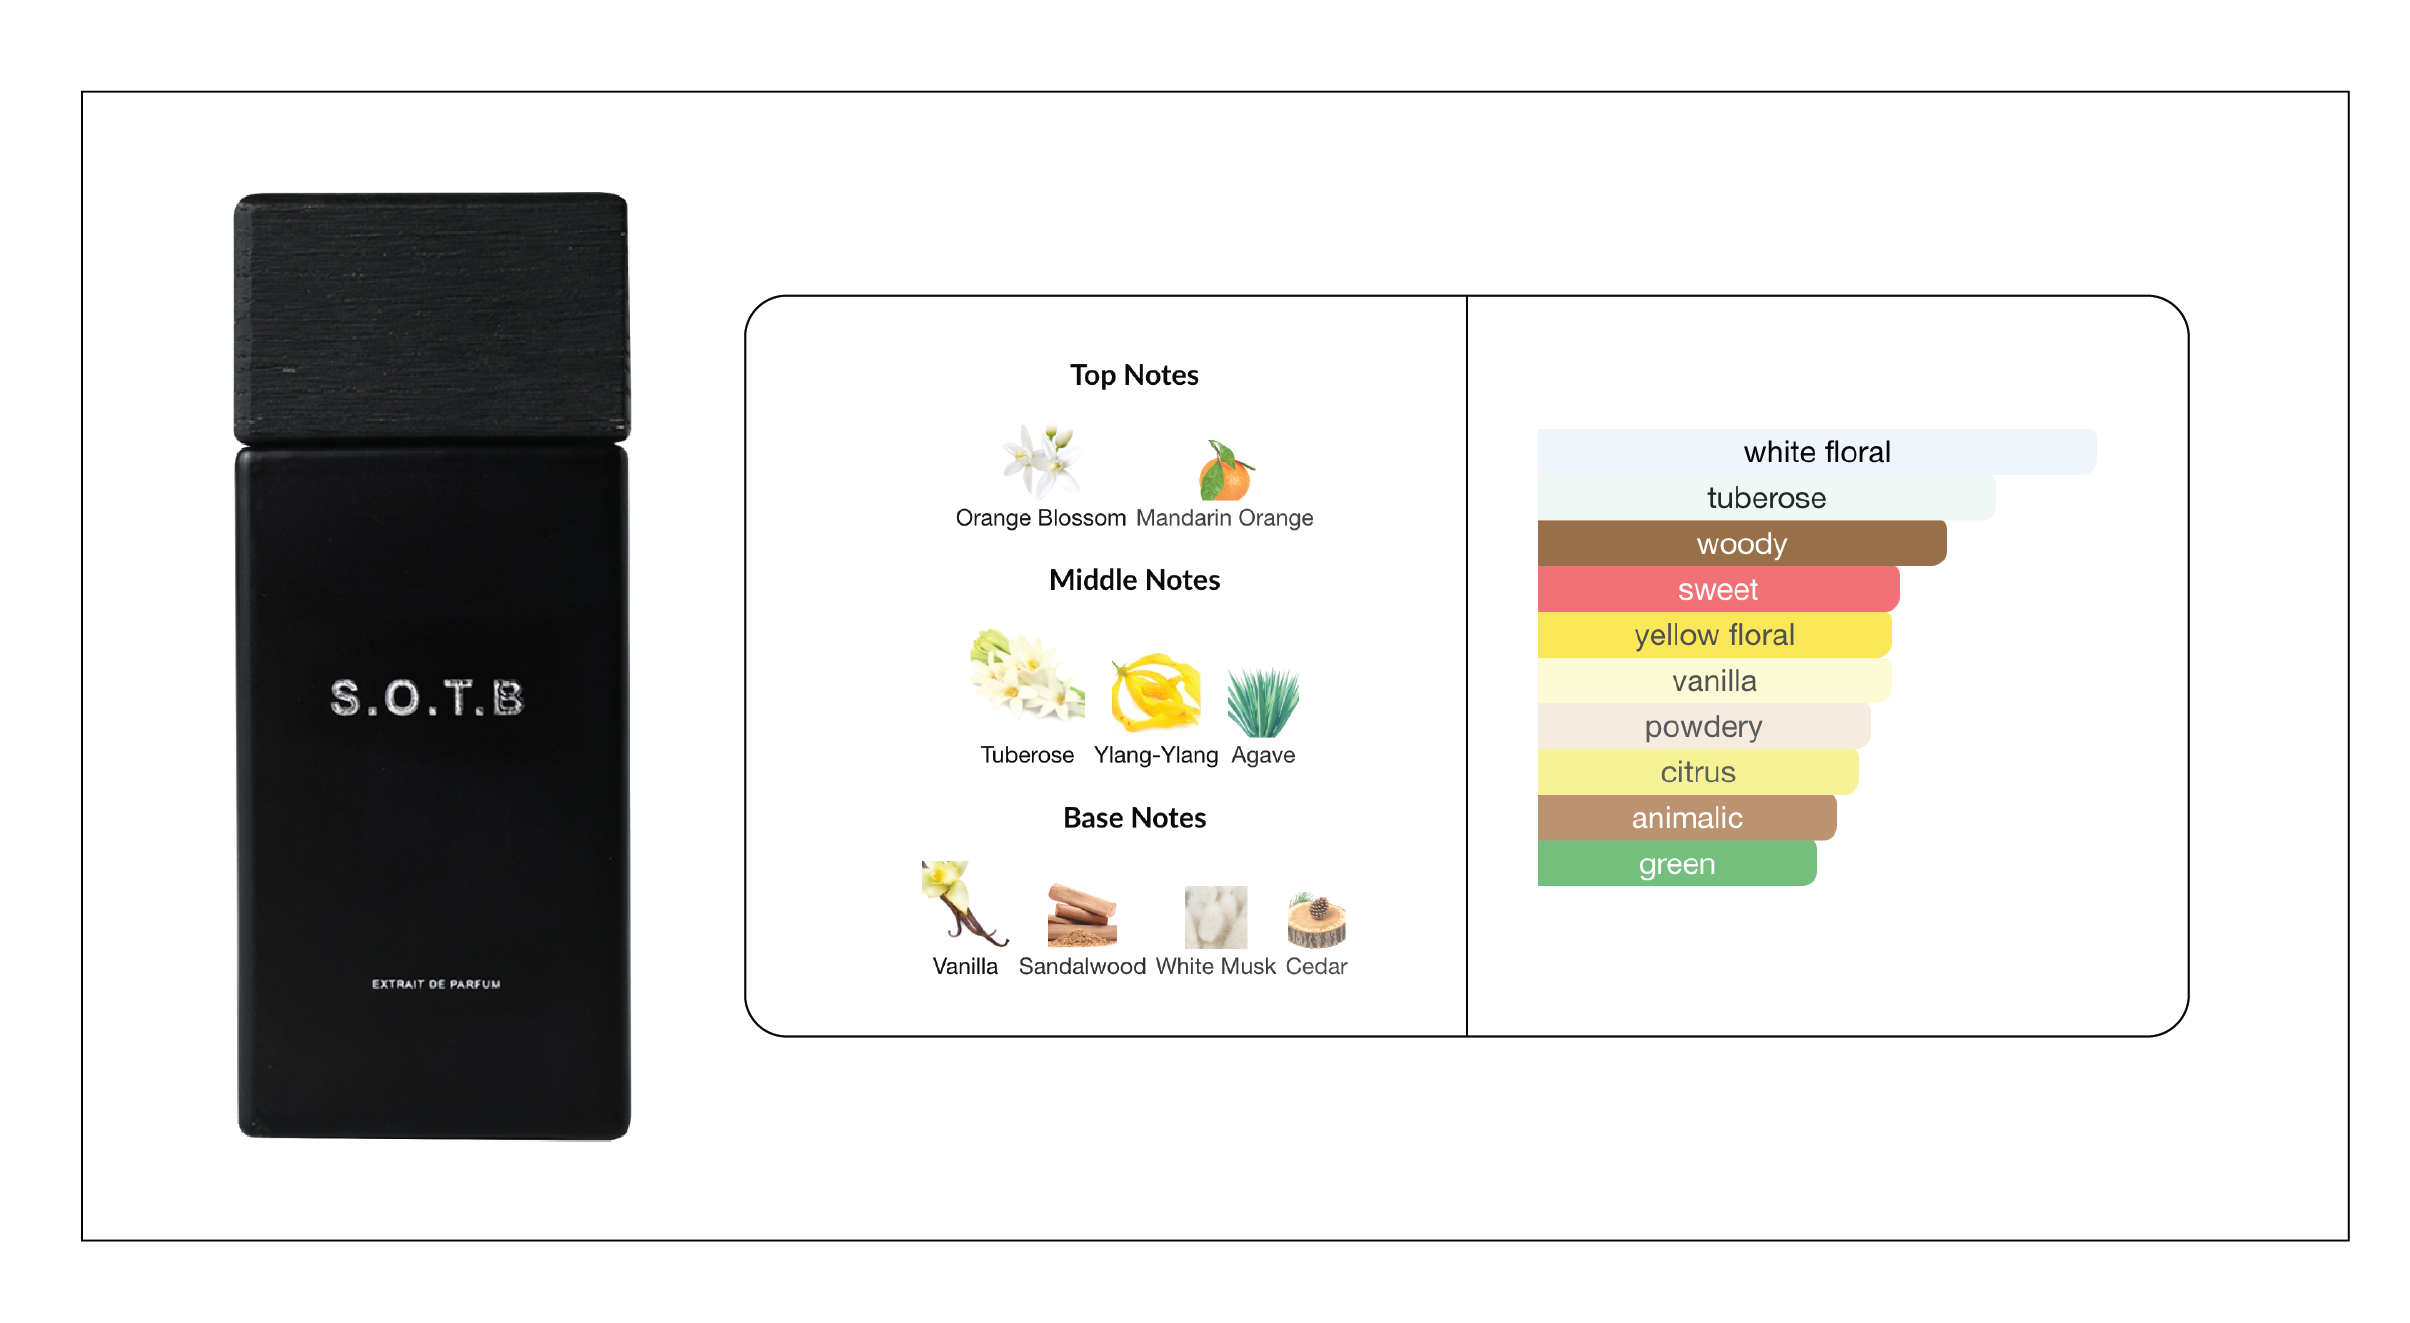 S.O.T.B
EXTRAIT DE PARFUM
Top Notes
Orange Blossom Mandarin Orange
Middle Notes
Tuberose Ylang-Ylang Agave
Base Notes
Vanilla Sandalwood White Musk Cedar
white floral
tuberose
woody
sweet
yellow floral
vanilla
powdery
citrus
animalic
green